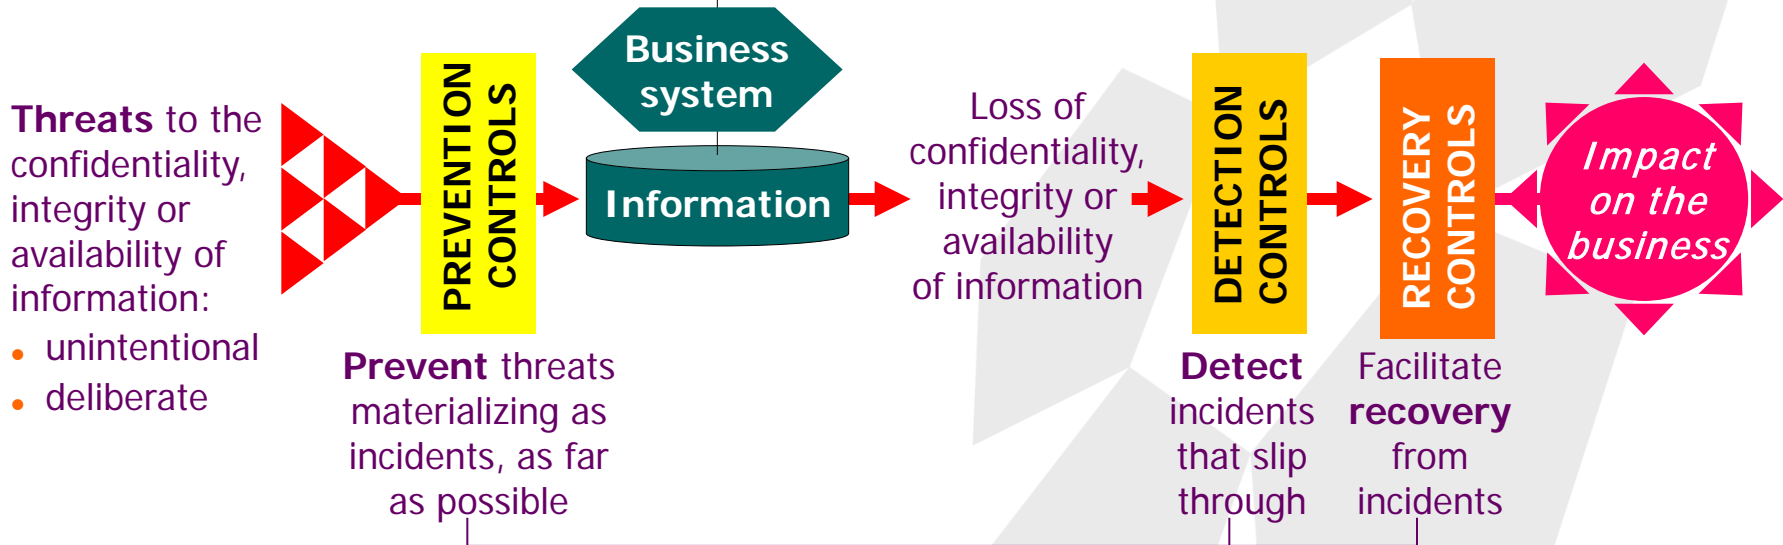 Threats to the
confidentiality,
integrity or
availability of
information:
• unintentional
• deliberate
PREVENTION
CONTROLS
Prevent threats
materializing as
incidents, as far
as possible
Business
system
Information
Loss of
confidentiality,
integrity or
availability
of information
DETECTION
CONTROLS
Detect
incidents
that slip
through
RECOVERY
CONTROLS
Facilitate
recovery
from
incidents
Impact
on the
business